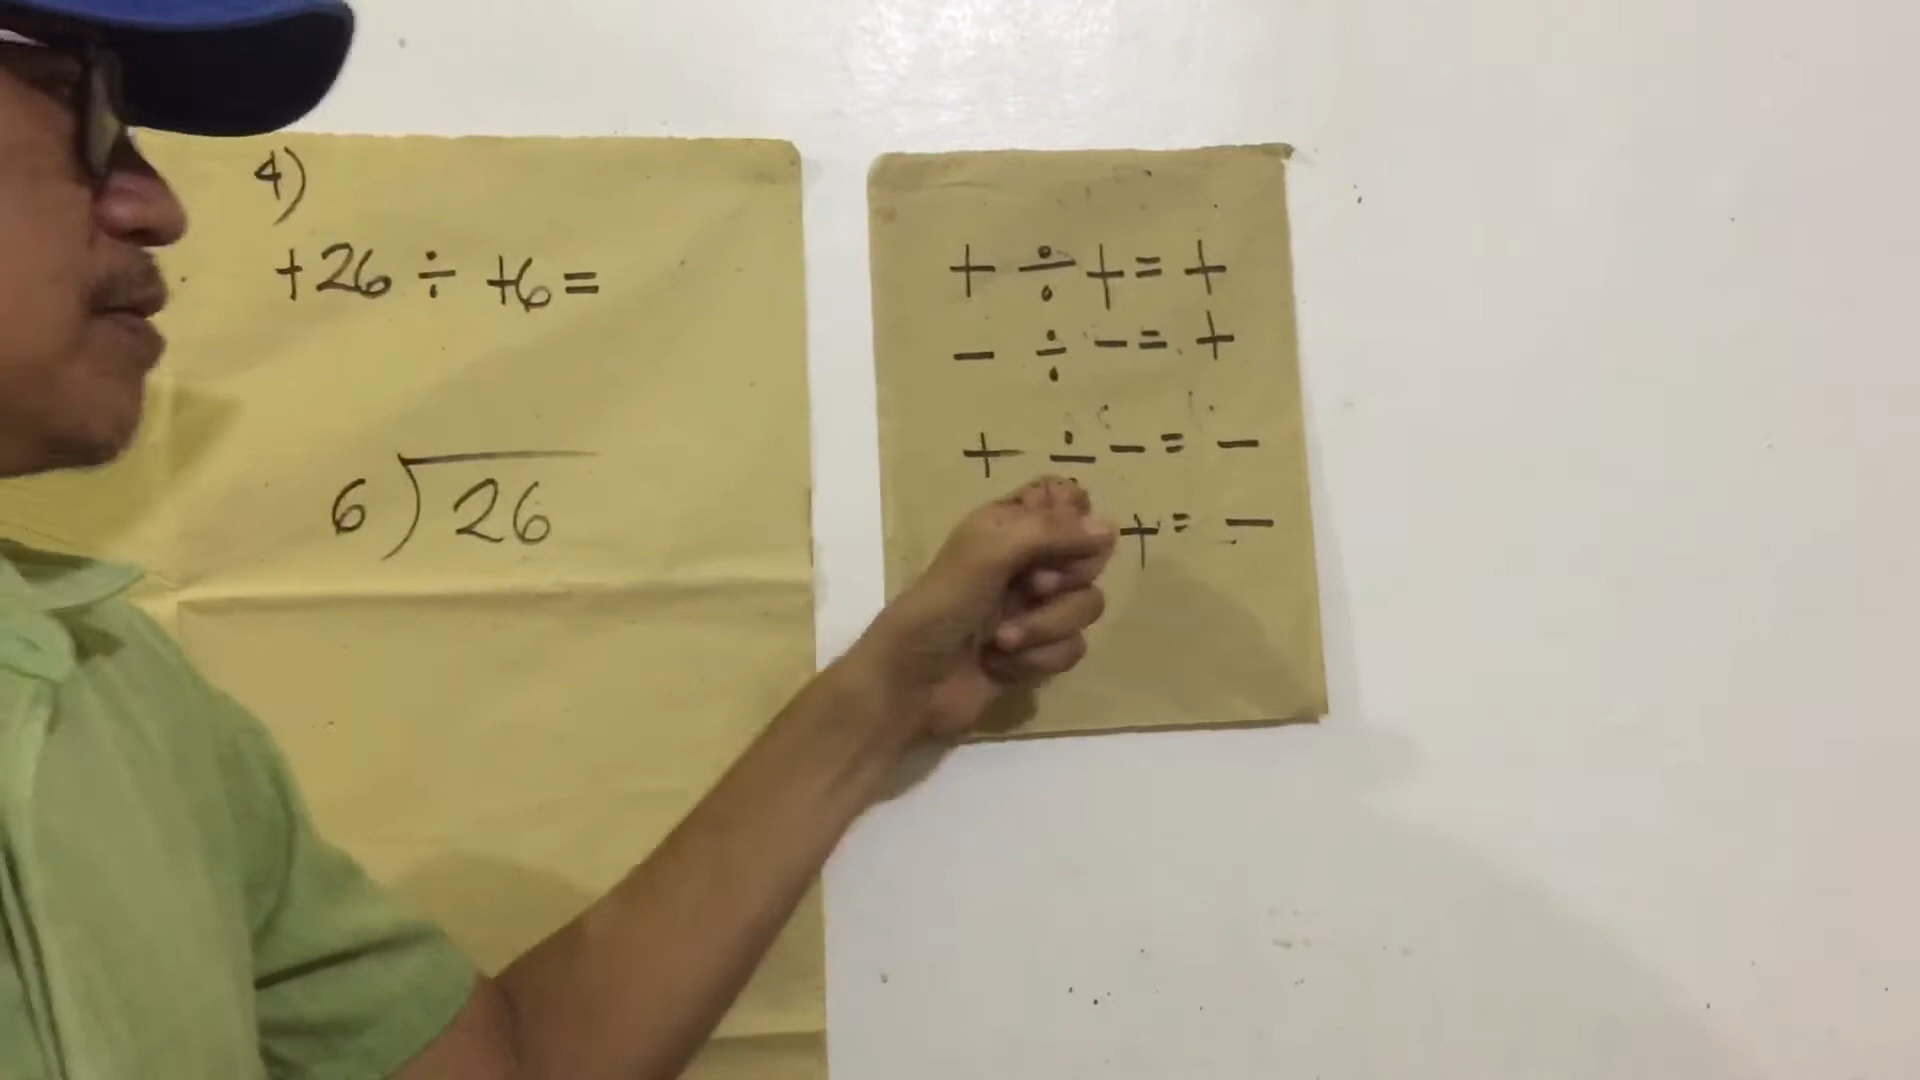 4)
+26 ÷ +6 =
6)26
+ ÷ + = +
- ÷ - = +
+ ÷ - = -
+ = -